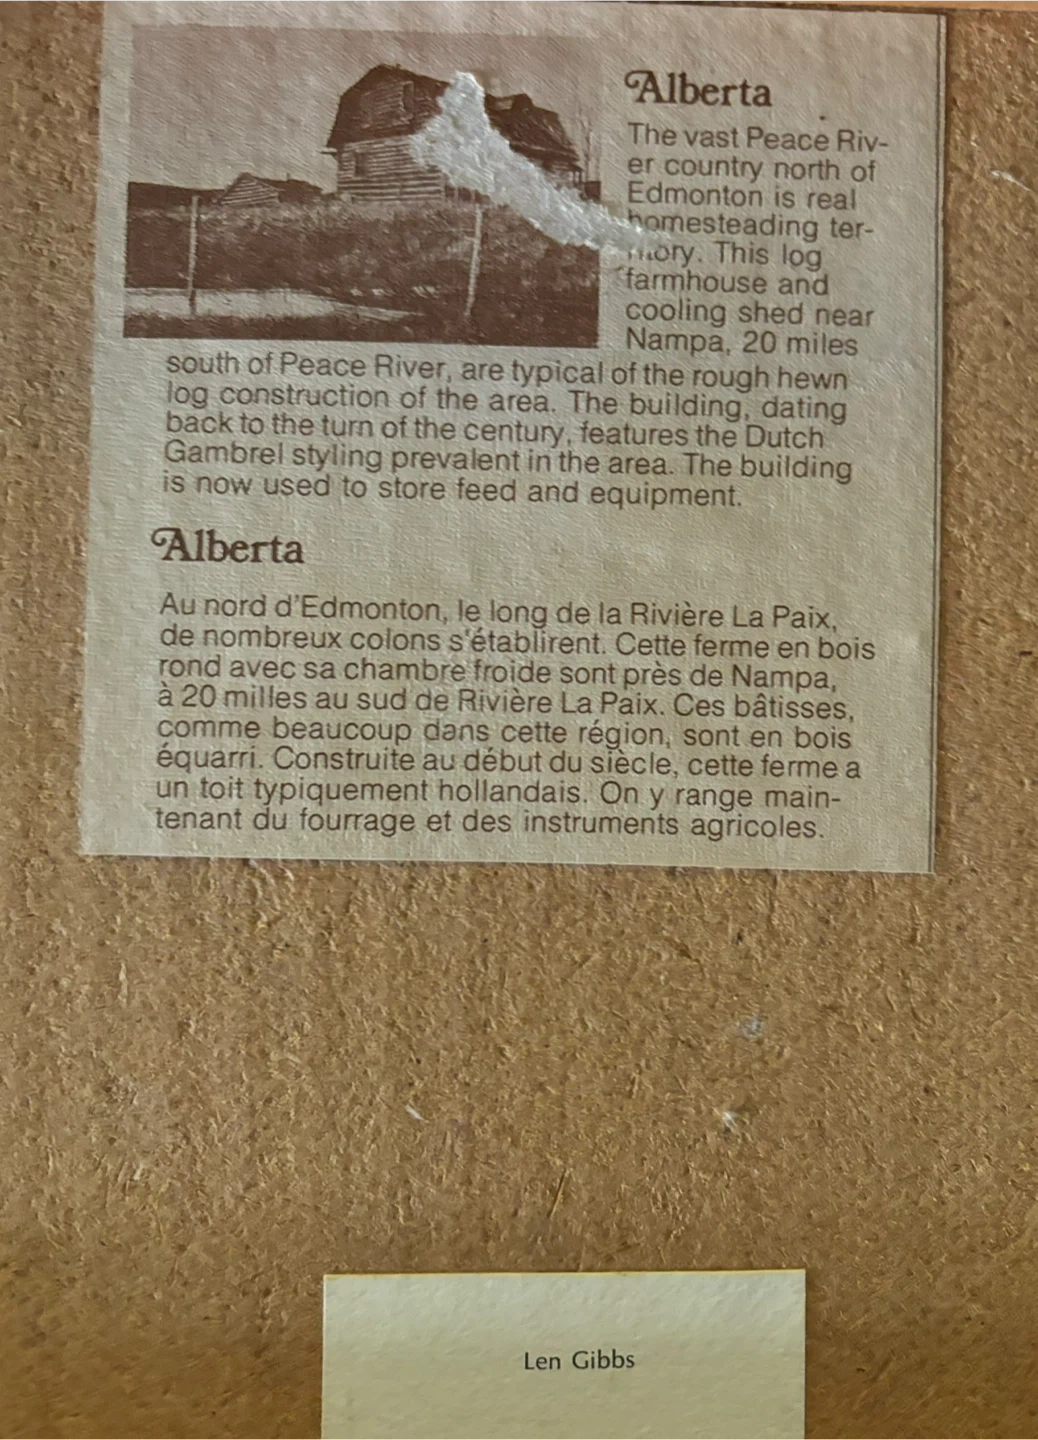 Alberta
The vast Peace Riv-
er country north of
Edmonton is real
homesteading ter-
ritory. This log
farmhouse and
cooling shed near
Nampa, 20 miles
south of Peace River, are typical of the rough hewn
log construction of the area. The building, dating
back to the turn of the century, features the Dutch
Gambrel styling prevalent in the area. The building
is now used to store feed and equipment.
Alberta
Au nord d'Edmonton, le long de la Rivière La Paix,
de nombreux colons s'établirent. Cette ferme en bois
rond avec sa chambre froide sont près de Nampa,
à 20 milles au sud de Rivière La Paix. Ces bâtisses,
comme beaucoup dans cette région, sont en bois
équarri. Construite au début du siècle, cette ferme a
un toit typiquement hollandais. On y range main-
tenant du fourrage et des instruments agricoles.
Len Gibbs